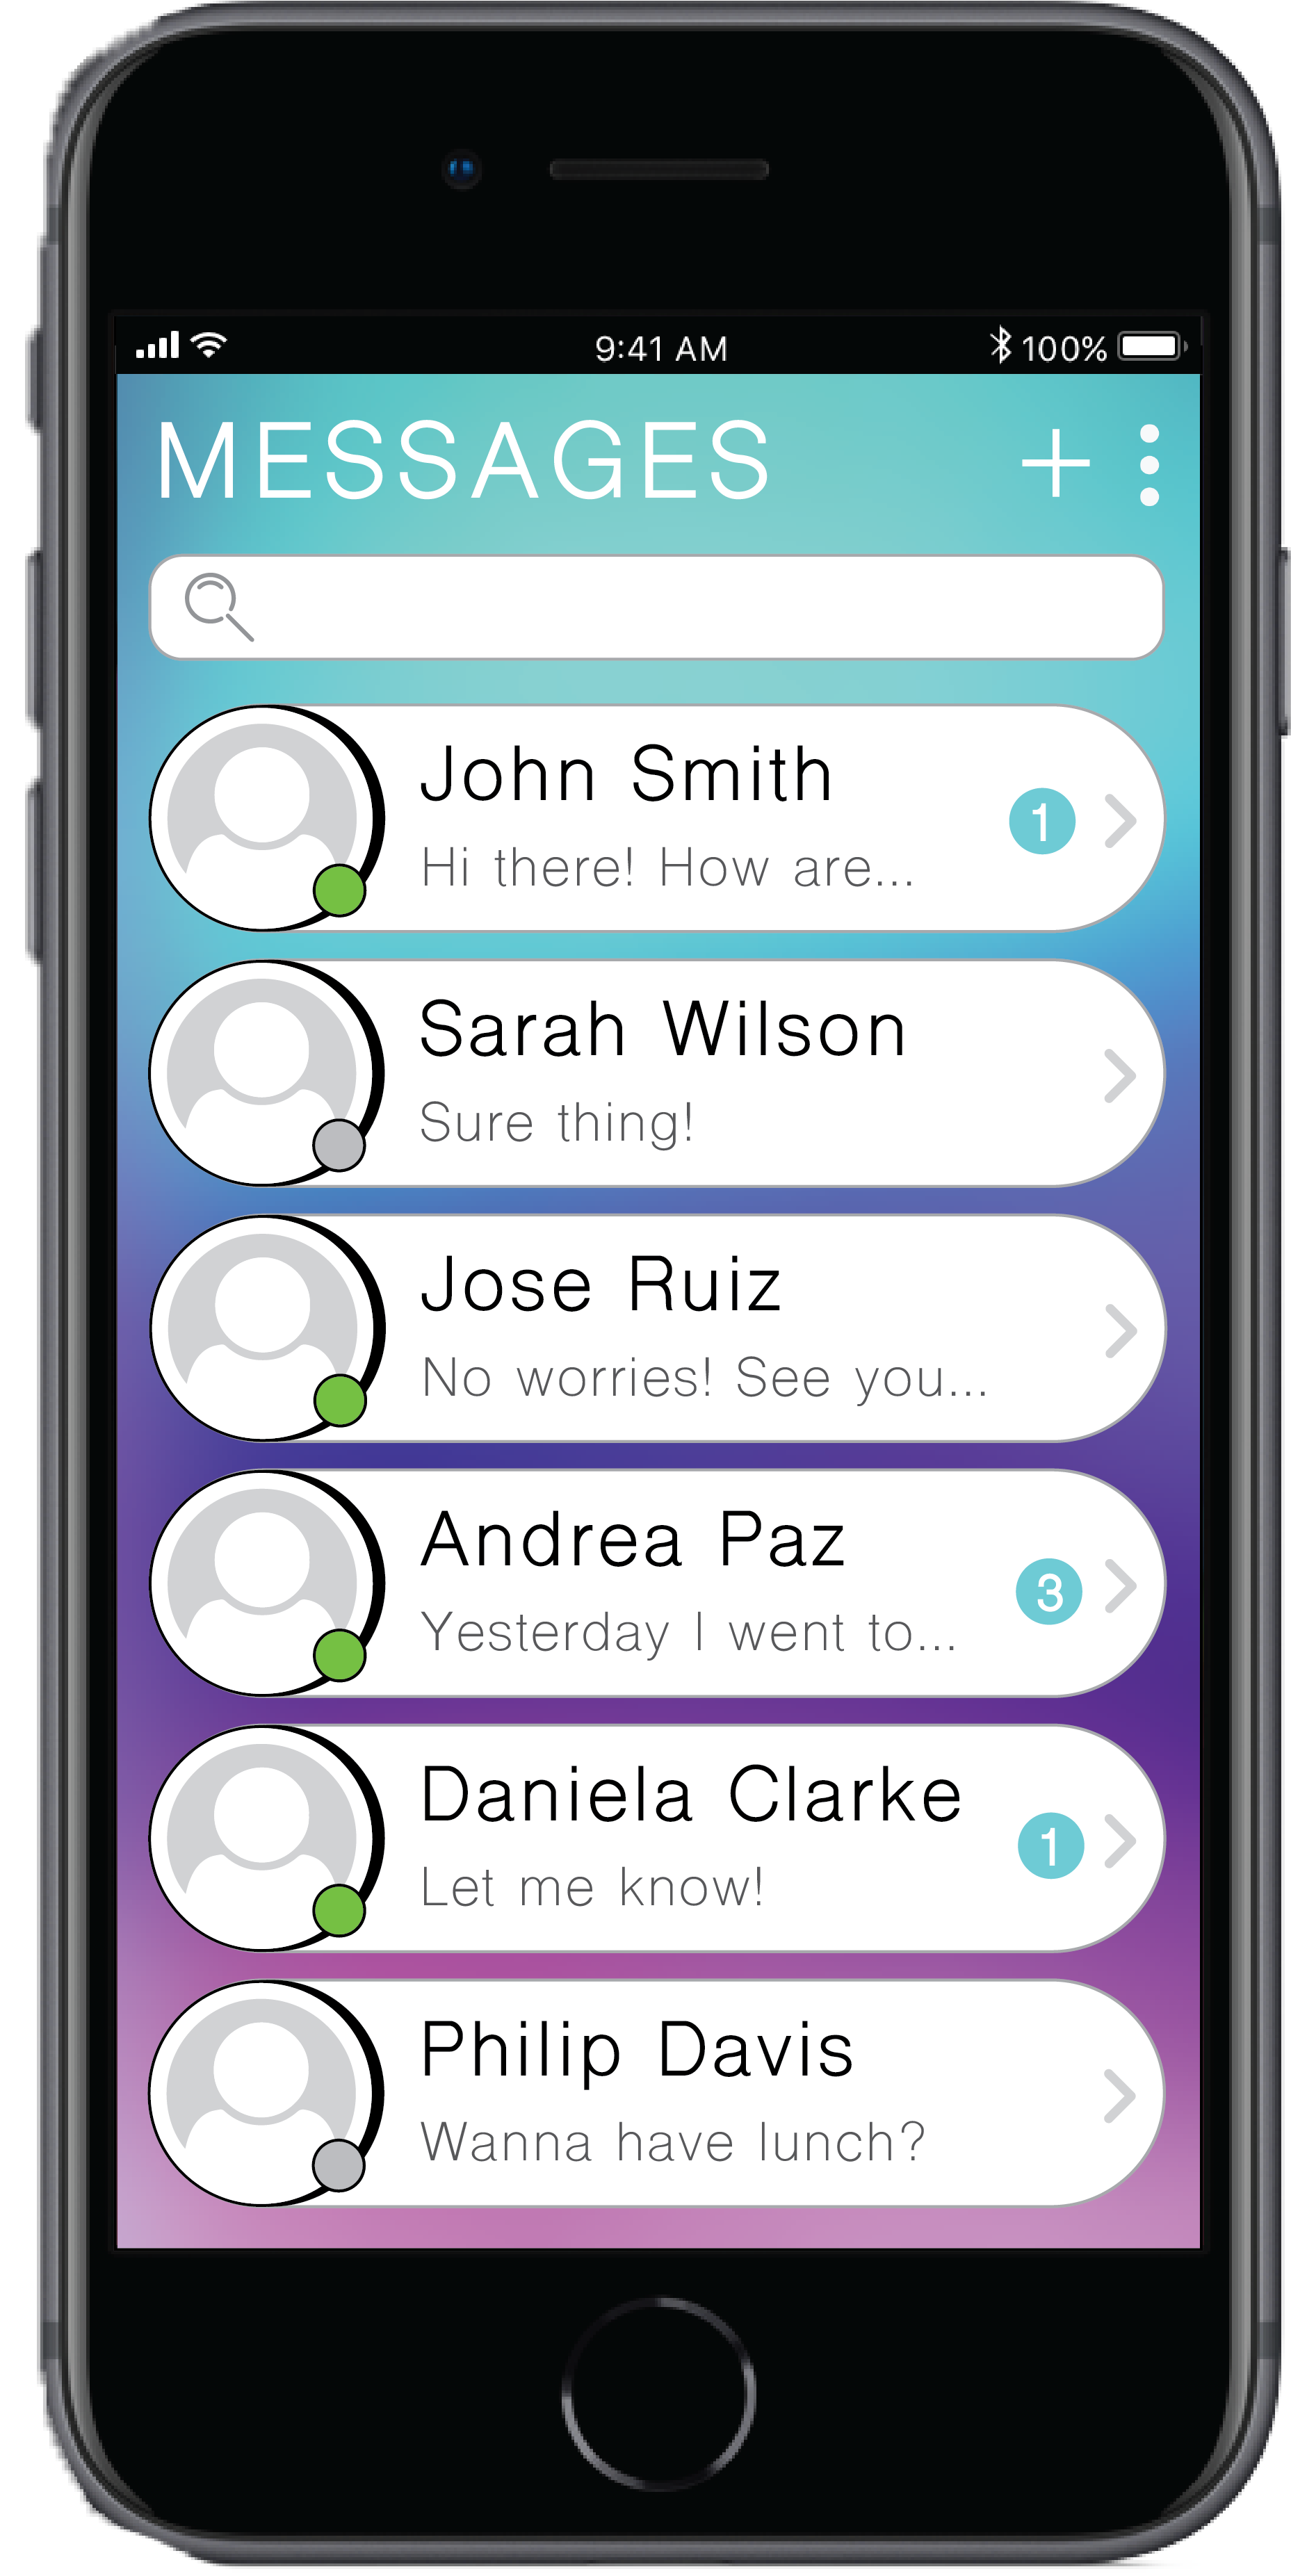 9:41 AM 100%
MESSAGES
John Smith
Hi there! How are...
1
Sarah Wilson
Sure thing!
Jose Ruiz
No worries! See you...
Andrea Paz
Yesterday I went to...
3
Daniela Clarke
Let me know!
1
Philip Davis
Wanna have lunch?